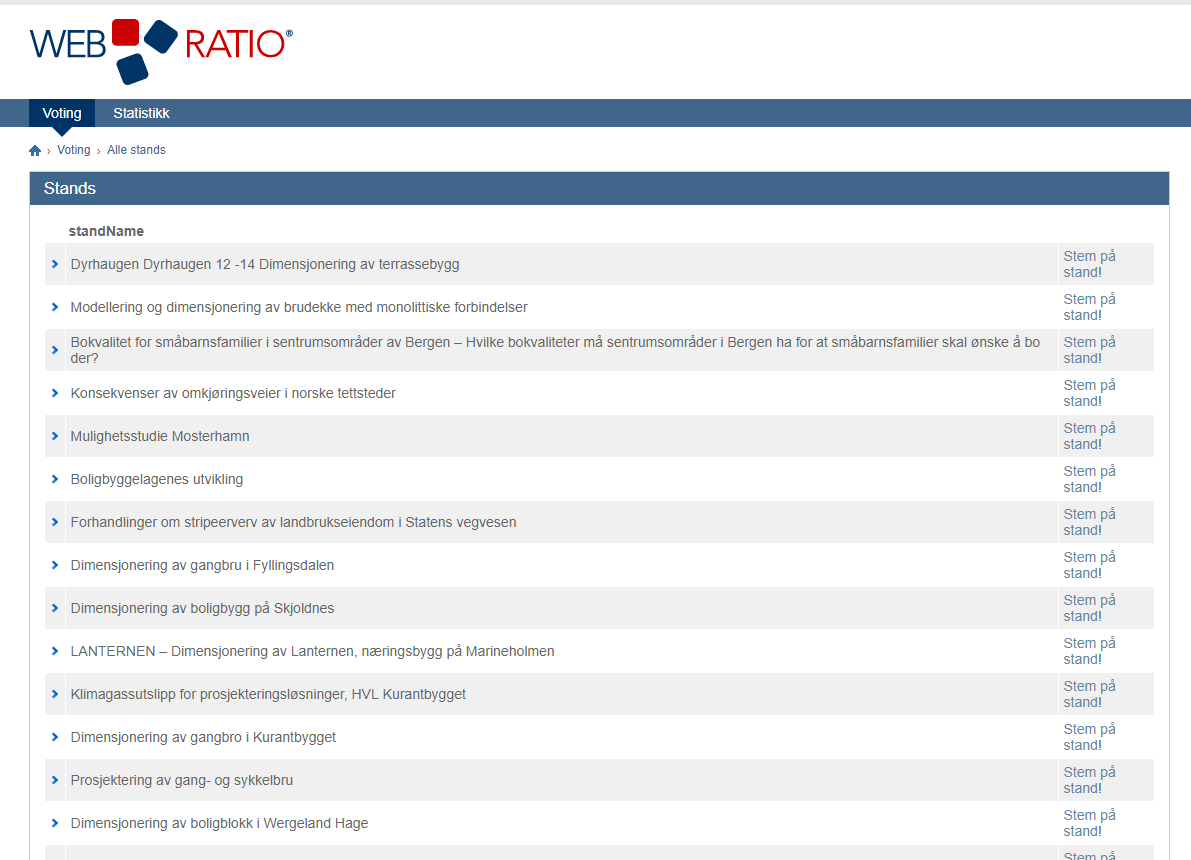 WEB RATIO®
Voting Statistikk
› Voting › Alle stands
Stands
standName
Dyrhaugen Dyrhaugen 12 -14 Dimensjonering av terrassebygg
Stem på
stand!
Modellering og dimensjonering av brudekke med monolittiske forbindelser
Stem på
stand!
Bokvalitet for småbarnsfamilier i sentrumsområder av Bergen – Hvilke bokvaliteter må sentrumsområder i Bergen ha for at småbarnsfamilier skal ønske å bo
der?
Stem på
stand!
Konsekvenser av omkjøringsveier i norske tettsteder
Stem på
stand!
Mulighetsstudie Mosterhamn
Stem på
stand!
Boligbyggelagenes utvikling
Stem på
stand!
Forhandlinger om stripeerverv av landbrukseiendom i Statens vegvesen
Stem på
stand!
Dimensjonering av gangbru i Fyllingsdalen
Stem på
stand!
Dimensjonering av boligbygg på Skjoldnes
Stem på
stand!
LANTERNEN – Dimensjonering av Lanternen, næringsbygg på Marineholmen
Stem på
stand!
Klimagassutslipp for prosjekteringsløsninger, HVL Kurantbygget
Stem på
stand!
Dimensjonering av gangbro i Kurantbygget
Stem på
stand!
Prosjektering av gang- og sykkelbru
Stem på
stand!
Dimensjonering av boligblokk i Wergeland Hage
Stem på
stand!
Stem på